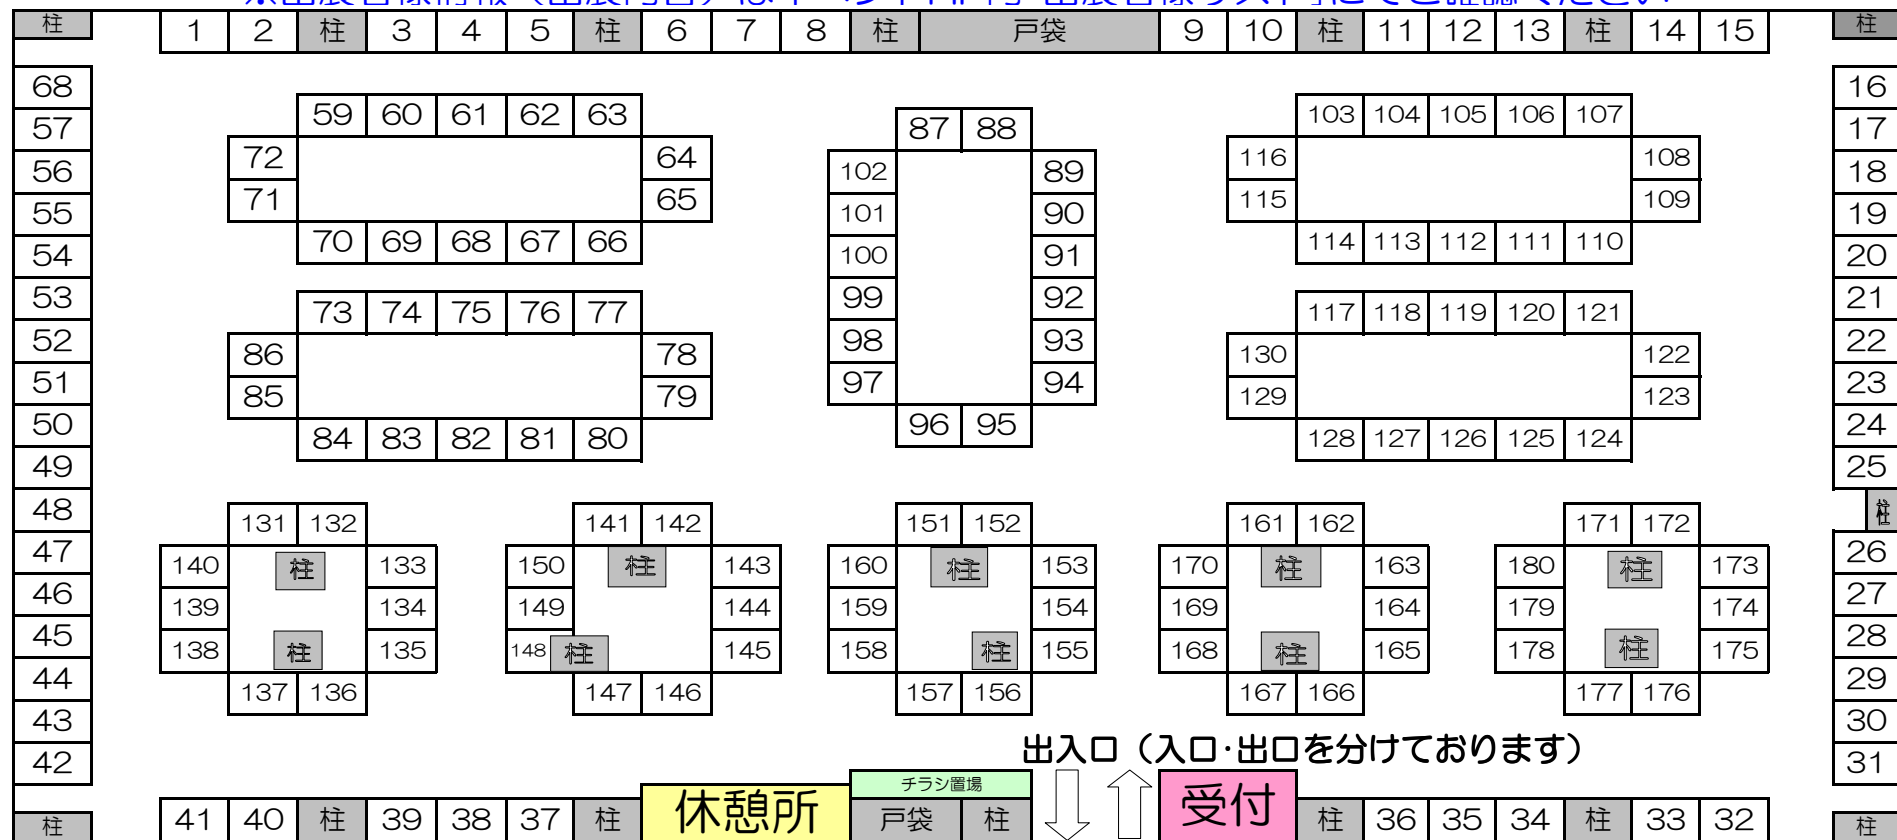 柱 1 2 柱 3 4 5 柱 6 7 8 柱 戸袋 9 10 柱 11 12 13 柱 14 15 柱
68 16
59 60 61 62 63 103 104 105 106 107
57 87 88 17
72 64 116 108
56 102 89 18
71 65 115 109
55 101 90 19
70 69 68 67 66 114 113 112 111 110
54 100 91 20
53 99 92 21
73 74 75 76 77 117 118 119 120 121
52 98 93 22
86 78 130 122
51 97 94 23
85 79 129 123
50 96 95 24
84 83 82 81 80 128 127 126 125 124
49 25
48 柱
131 132 141 142 151 152 161 162 171 172
47 26
140 柱 133 150 柱 143 160 柱 153 170 柱 163 180 柱 173
46 27
139 134 149 144 159 154 169 164 179 174
45 28
138 柱 135 148 柱 145 158 柱 155 168 柱 165 178 柱 175
44 29
137 136 147 146 157 156 167 166 177 176
43 30
出入口（入口・出口を分けております）
42 31
チラシ置場
柱 41 40 柱 39 38 37 柱 休憩所 戸袋 柱 受付 柱 36 35 34 柱 33 32 柱